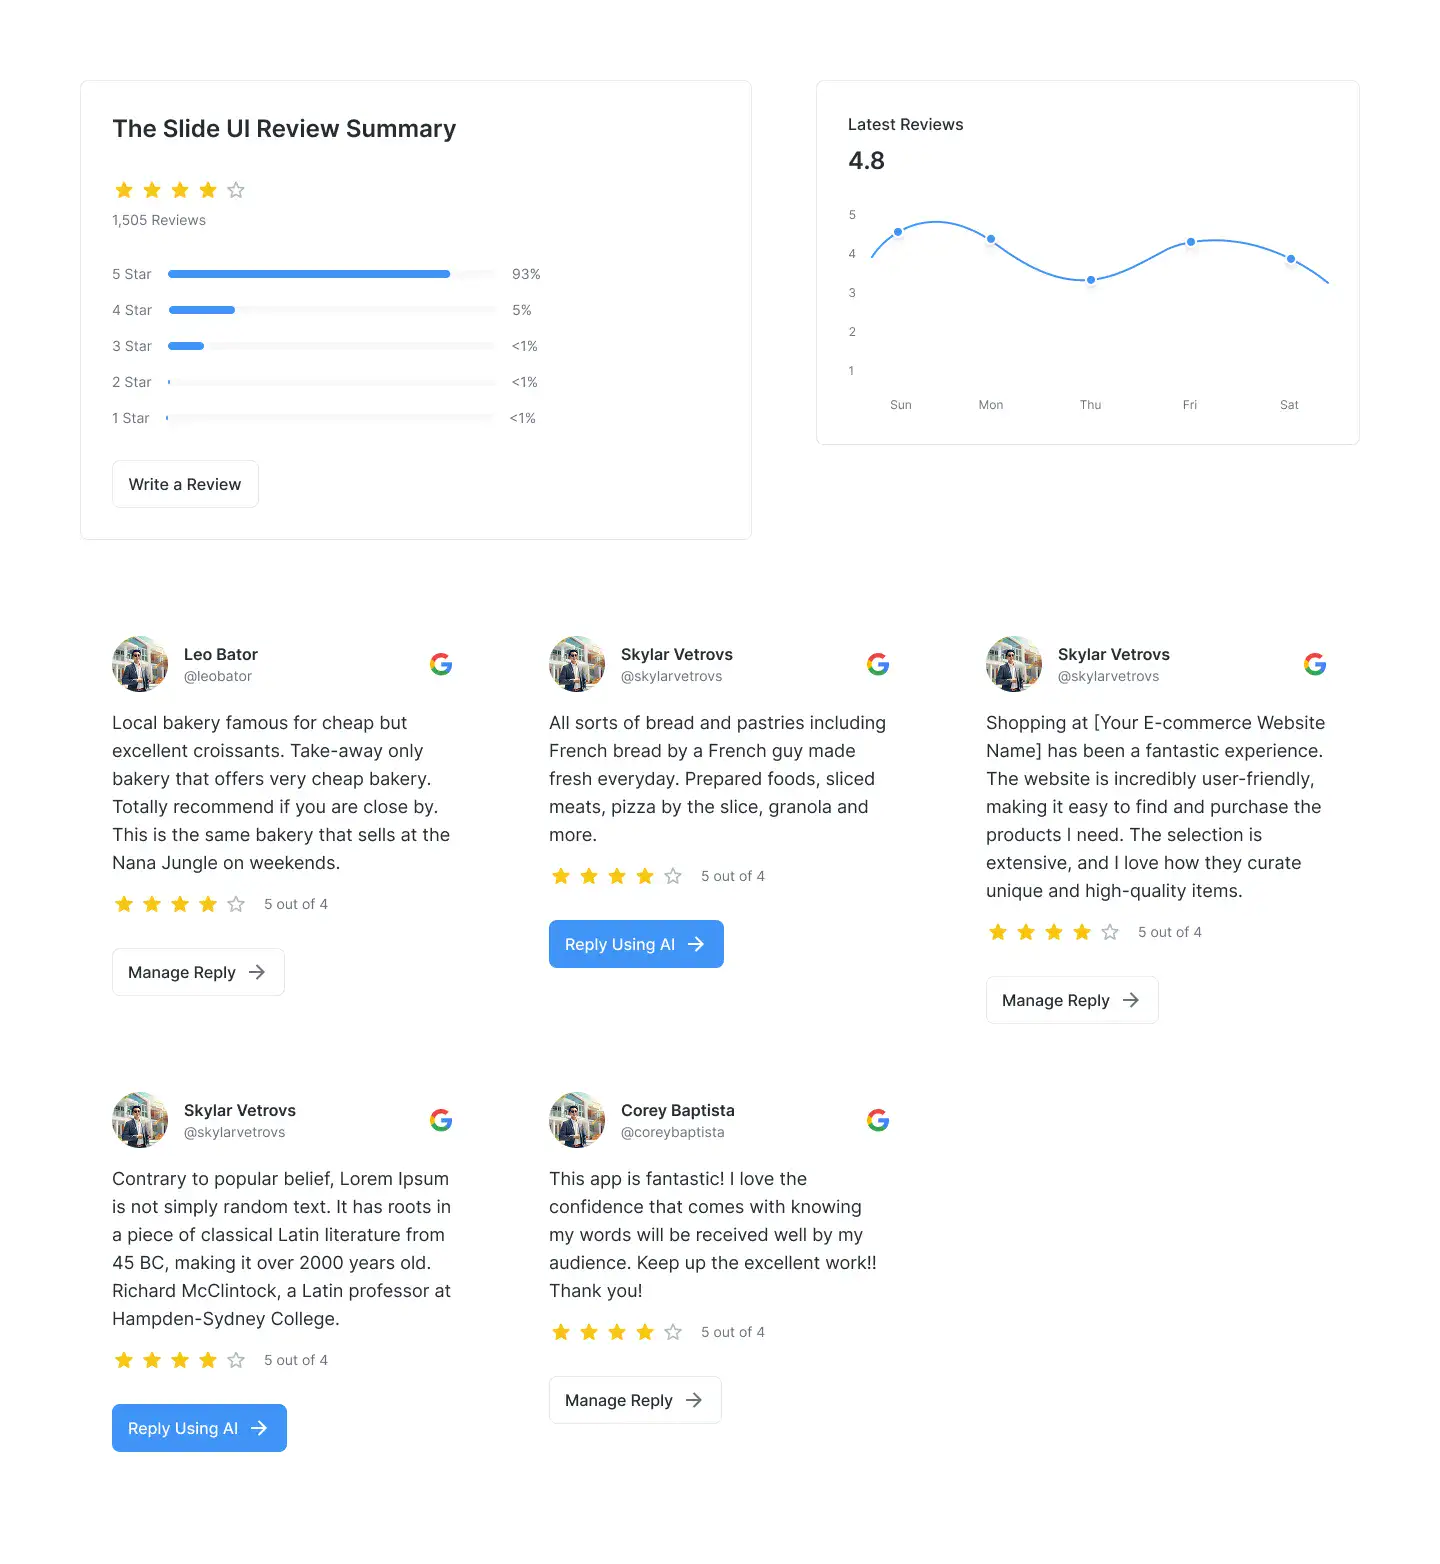 The Slide UI Review Summary
1,505 Reviews
5 Star 93%
4 Star 5%
3 Star <1%
2 Star <1%
1 Star <1%
Write a Review
Latest Reviews
4.8
5
4
3
2
1
Sun Mon Thu Fri Sat
Leo Bator
@leobator
Local bakery famous for cheap but
excellent croissants. Take-away only
bakery that offers very cheap bakery.
Totally recommend if you are close by.
This is the same bakery that sells at the
Nana Jungle on weekends.
5 out of 4
Manage Reply
Skylar Vetrovs
@skylarvetrovs
All sorts of bread and pastries including
French bread by a French guy made
fresh everyday. Prepared foods, sliced
meats, pizza by the slice, granola and
more.
5 out of 4
Reply Using AI
Skylar Vetrovs
@skylarvetrovs
Shopping at [Your E-commerce Website
Name] has been a fantastic experience.
The website is incredibly user-friendly,
making it easy to find and purchase the
products I need. The selection is
extensive, and I love how they curate
unique and high-quality items.
5 out of 4
Manage Reply
Skylar Vetrovs
@skylarvetrovs
Contrary to popular belief, Lorem Ipsum
is not simply random text. It has roots in
a piece of classical Latin literature from
45 BC, making it over 2000 years old.
Richard McClintock, a Latin professor at
Hampden-Sydney College.
5 out of 4
Reply Using AI
Corey Baptista
@coreybaptista
This app is fantastic! I love the
confidence that comes with knowing
my words will be received well by my
audience. Keep up the excellent work!!
Thank you!
5 out of 4
Manage Reply